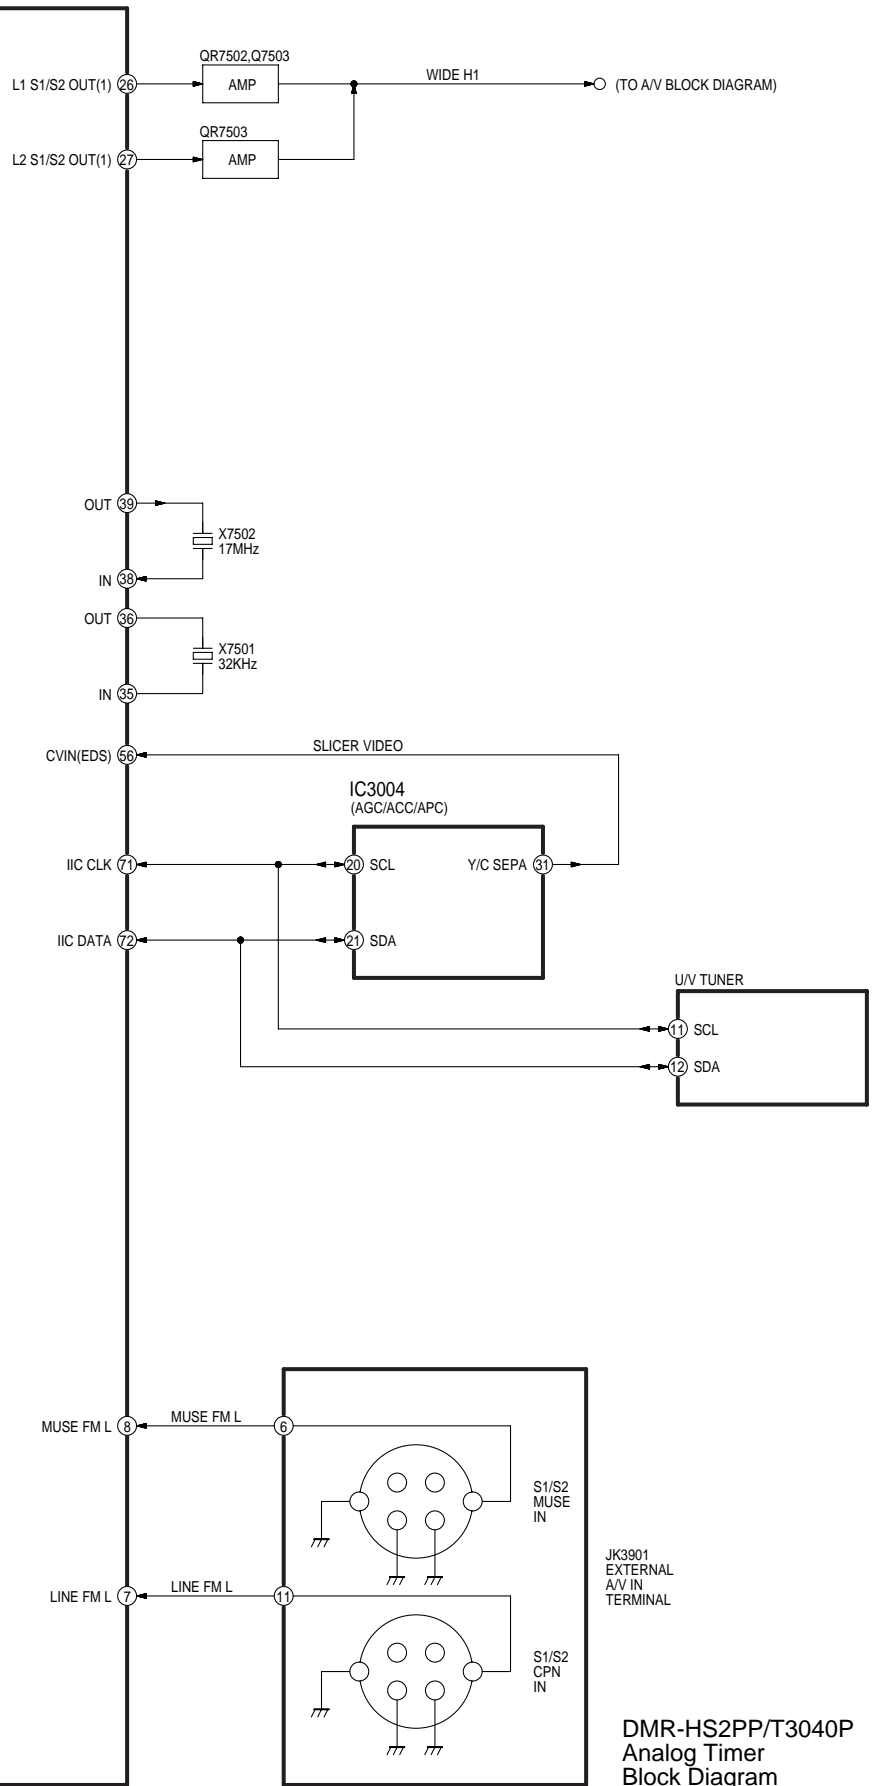 QR7502,Q7503
L1 S1/S2 OUT(1) 26 AMP WIDE H1 (TO A/V BLOCK DIAGRAM)
QR7503
L2 S1/S2 OUT(1) 27 AMP
OUT 39
X7502
17MHz
IN 38
OUT 36
X7501
32KHz
IN 35
CVIN(EDS) 56 SLICER VIDEO
IC3004
(AGC/ACC/APC)
IIC CLK 71 20 SCL Y/C SEPA 31
IIC DATA 72 21 SDA
U/V TUNER
11 SCL
12 SDA
MUSE FM L 8 MUSE FM L 6
S1/S2
MUSE
IN
JK3901
EXTERNAL
A/V IN
TERMINAL
LINE FM L 7 LINE FM L 11
S1/S2
CPN
IN
DMR-HS2PP/T3040P
Analog Timer
Block Diagram